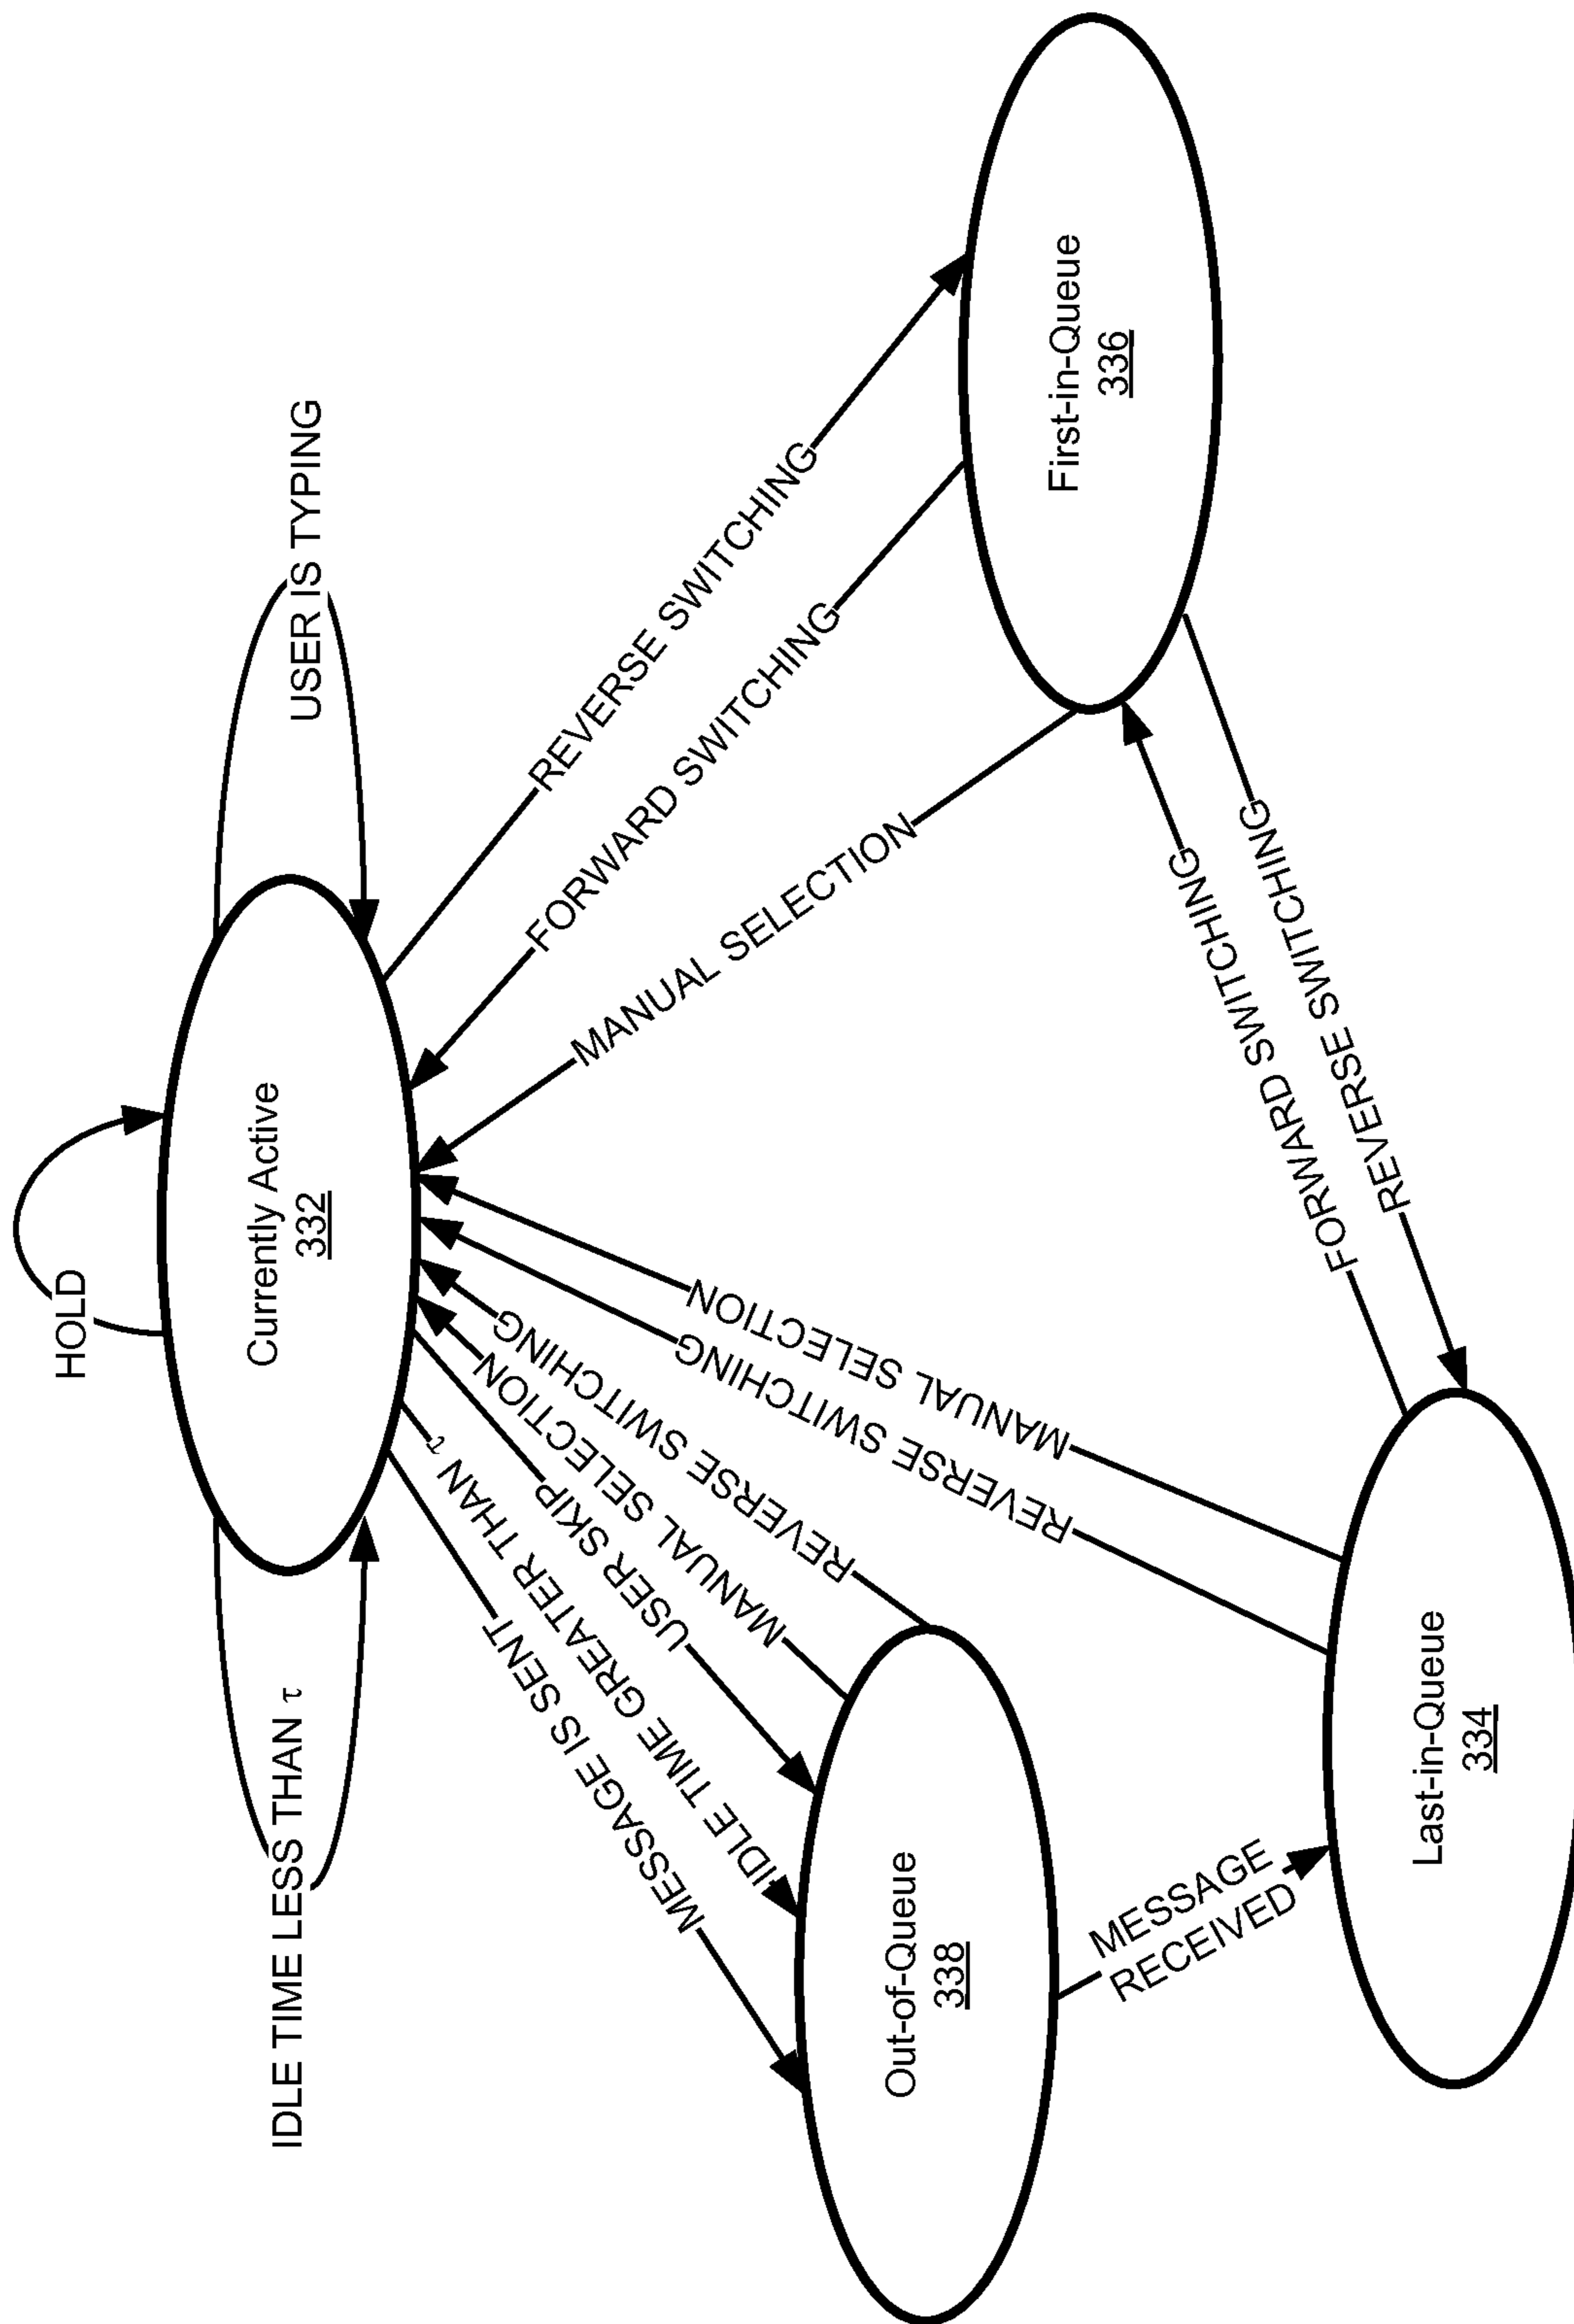 HOLD
IDLE TIME LESS THAN τ
Currently Active
332
USER IS TYPING
MESSAGE IS SENT
IDLE TIME GREATER THAN τ
USER SKIP
MANUAL SELECTION
REVERSE SWITCHING
REVERSE SWITCHING
MANUAL SELECTION
MANUAL SELECTION
FORWARD SWITCHING
REVERSE SWITCHING
Out-of-Queue
338
First-in-Queue
336
MESSAGE
RECEIVED
FORWARD SWITCHING
REVERSE SWITCHING
Last-in-Queue
334